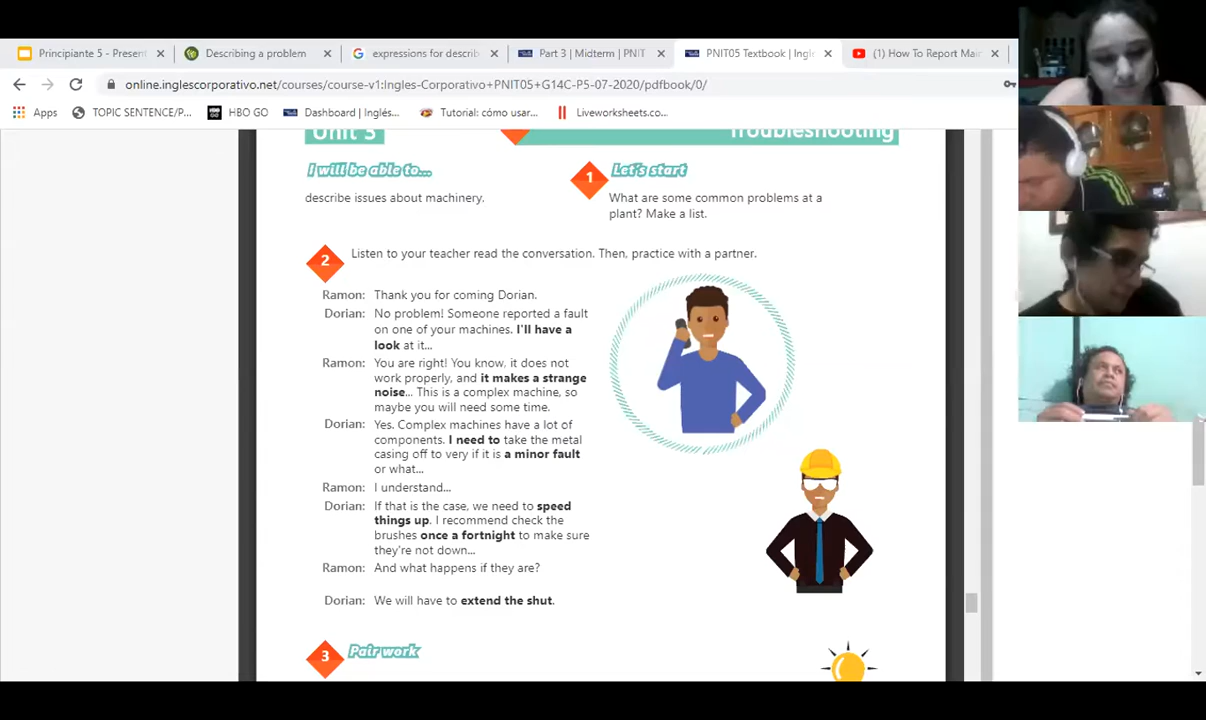 Principiante 5 - Present
Describing a problem
expressions for describ
Part 3 | Midterm | PNIT
PNIT05 Textbook | Ingle
(1) How To Report Mai
online.inglescorporativo.net/courses/course-v1:Ingles-Corporativo+PNIT05+G14C-P5-07-2020/pdfbook/0/
Apps
TOPIC SENTENCE/P...
HBO GO
Dashboard | Inglés...
Tutorial: cómo usar...
Liveworksheets.co...
Unit 3
Troubleshooting
I will be able to...
describe issues about machinery.
1
Let's start
What are some common problems at a
plant? Make a list.
2
Listen to your teacher read the conversation. Then, practice with a partner.
Ramon: Thank you for coming Dorian.
Dorian: No problem! Someone reported a fault
on one of your machines. I'll have a
look at it...
Ramon: You are right! You know, it does not
work properly, and it makes a strange
noise... This is a complex machine, so
maybe you will need some time.
Dorian: Yes. Complex machines have a lot of
components. I need to take the metal
casing off to very if it is a minor fault
or what...
Ramon: I understand...
Dorian: If that is the case, we need to speed
things up. I recommend check the
brushes once a fortnight to make sure
they're not down...
Ramon: And what happens if they are?
Dorian: We will have to extend the shut.
3
Pair work